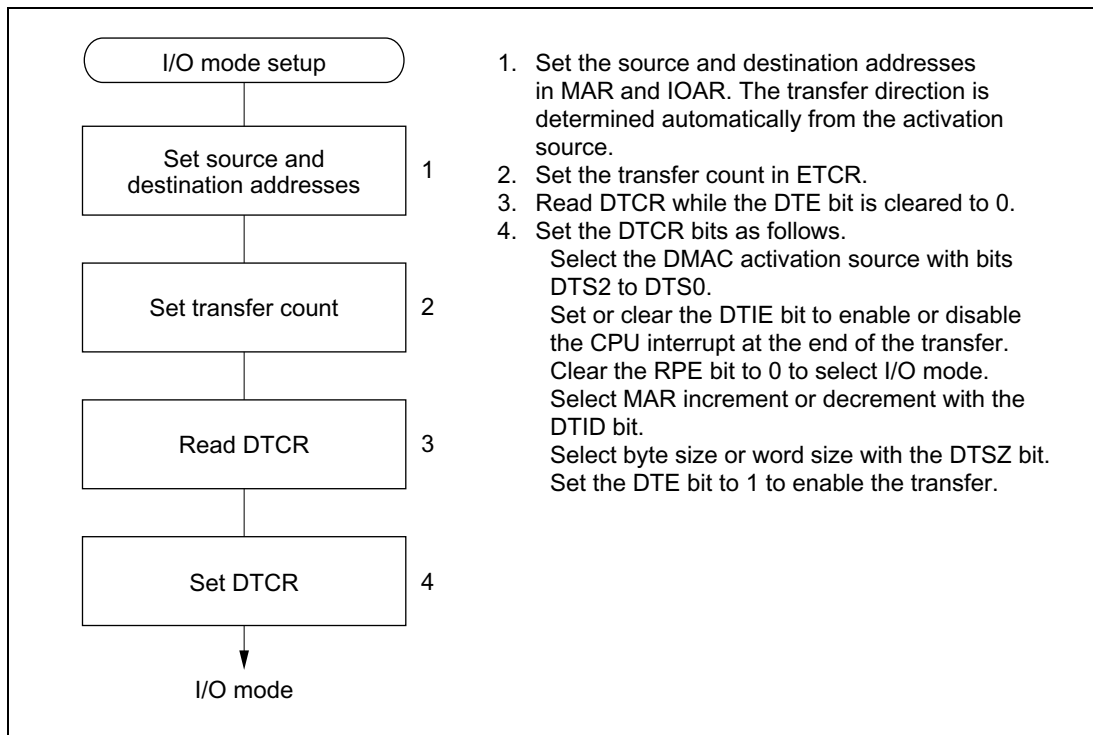 I/O mode setup
Set source and
destination addresses
1
Set transfer count
2
Read DTCR
3
Set DTCR
4
I/O mode
1. Set the source and destination addresses
in MAR and IOAR. The transfer direction is
determined automatically from the activation
source.
2. Set the transfer count in ETCR.
3. Read DTCR while the DTE bit is cleared to 0.
4. Set the DTCR bits as follows.
Select the DMAC activation source with bits
DTS2 to DTS0.
Set or clear the DTIE bit to enable or disable
the CPU interrupt at the end of the transfer.
Clear the RPE bit to 0 to select I/O mode.
Select MAR increment or decrement with the
DTID bit.
Select byte size or word size with the DTSZ bit.
Set the DTE bit to 1 to enable the transfer.